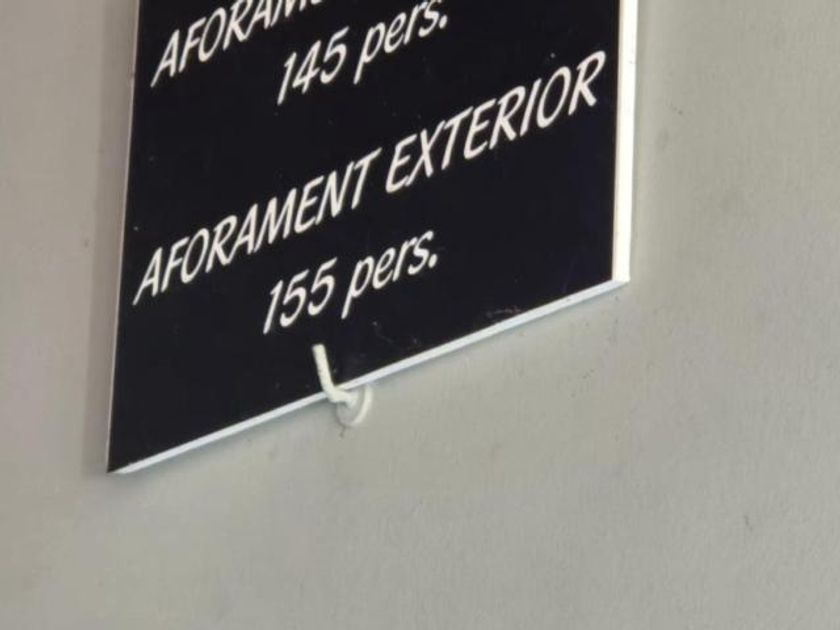 145 pers.
AFORAMENT EXTERIOR
155 pers.